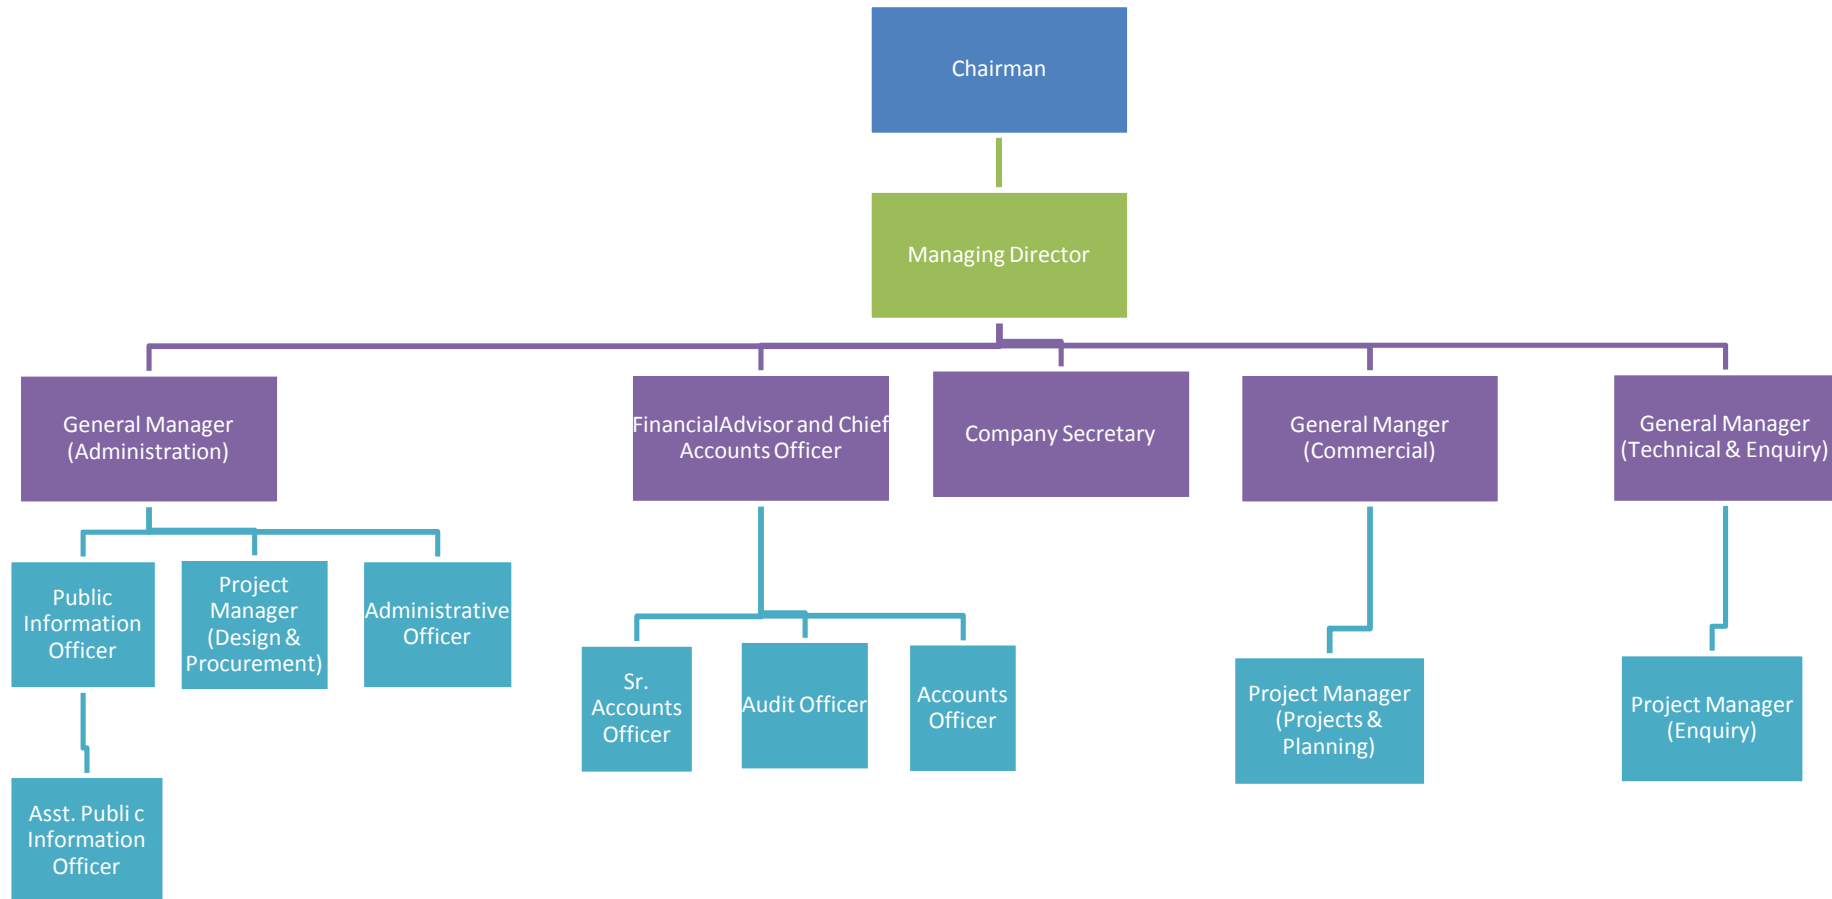 Chairman
Managing Director
General Manager
(Administration)
FinancialAdvisor and Chief
Accounts Officer
Company Secretary
General Manger
(Commercial)
General Manager
(Technical & Enquiry)
Public
Information
Officer
Project
Manager
(Design &
Procurement)
Administrative
Officer
Sr.
Accounts
Officer
Audit Officer
Accounts
Officer
Project Manager
(Projects &
Planning)
Project Manager
(Enquiry)
Asst. Publi c
Information
Officer